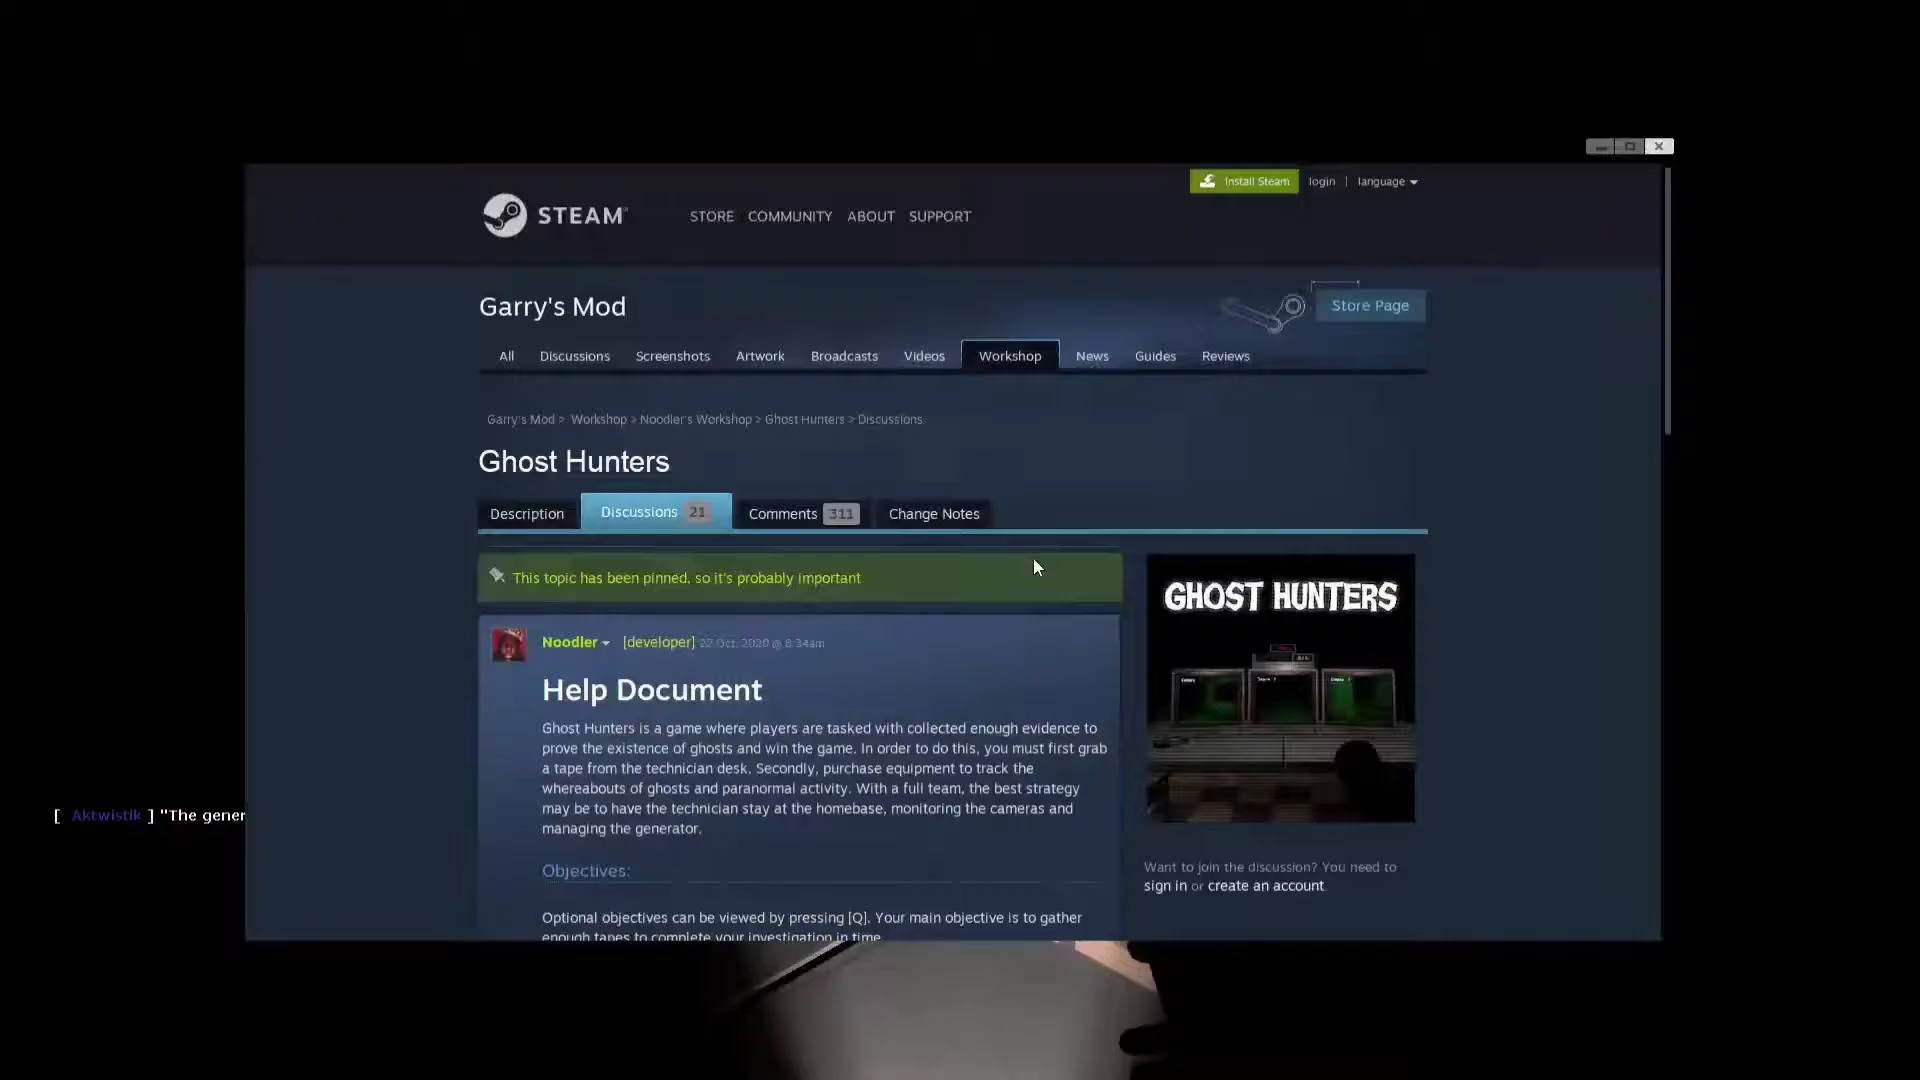 Install Steam login | language
STEAM
STORE COMMUNITY ABOUT SUPPORT
Garry's Mod
Store Page
All Discussions Screenshots Artwork Broadcasts Videos Workshop News Guides Reviews
Garry's Mod > Workshop > Noodler's Workshop > Ghost Hunters > Discussions
Ghost Hunters
Description Discussions 21 Comments 311 Change Notes
This topic has been pinned, so it's probably important
Noodler [developer] 22 Oct, 2020 @ 8:34am
Help Document
Ghost Hunters is a game where players are tasked with collected enough evidence to
prove the existence of ghosts and win the game. In order to do this, you must first grab
a tape from the technician desk. Secondly, purchase equipment to track the
whereabouts of ghosts and paranormal activity. With a full team, the best strategy
may be to have the technician stay at the homebase, monitoring the cameras and
managing the generator.
Objectives:
Optional objectives can be viewed by pressing [Q]. Your main objective is to gather
enough tapes to complete your investigation in time.
GHOST HUNTERS
Want to join the discussion? You need to
sign in or create an account.
[ Aktwistik ] "The gener